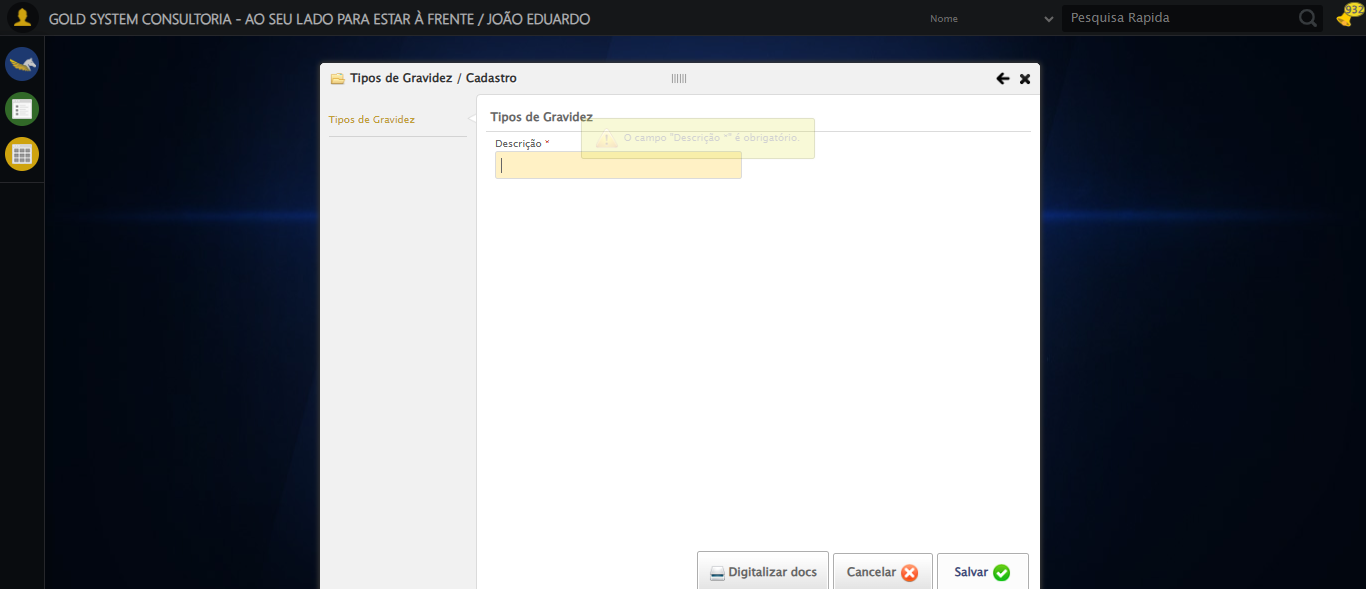 GOLD SYSTEM CONSULTORIA - AO SEU LADO PARA ESTAR À FRENTE / JOÃO EDUARDO
Nome
Pesquisa Rapida
932
Tipos de Gravidez / Cadastro
Tipos de Gravidez
Tipos de Gravidez
O campo "Descrição *" é obrigatório.
Descrição *
Digitalizar docs
Cancelar
Salvar